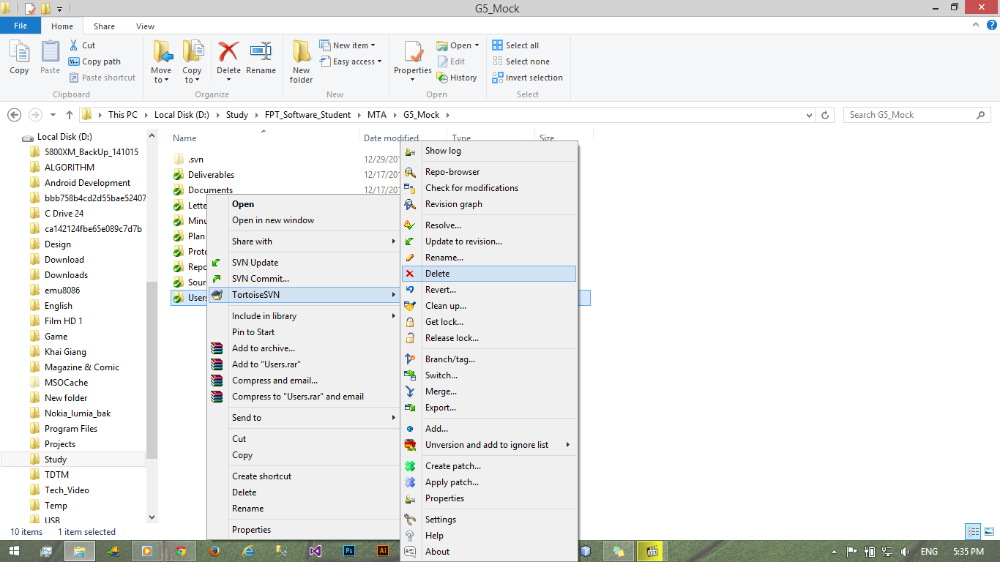 G5_Mock
File
Home
Share
View
Copy
Paste
Cut
Copy path
Paste shortcut
Clipboard
Move to
Copy to
Delete
Rename
Organize
New folder
New item
Easy access
New
Properties
Open
Edit
History
Open
Select all
Select none
Invert selection
Select
This PC
Local Disk (D:)
Study
FPT_Software_Student
MTA
G5_Mock
Search G5_Mock
Local Disk (D:)
5800XM_BackUp_141015
ALGORITHM
Android Development
bbb758b4cd2d55bae52407
C Drive 24
ca142124fbe65e089c7d7b
Design
Download
Downloads
emu8086
English
Film HD 1
Game
Khai Giang
Magazine & Comic
MSOCache
New folder
Nokia_lumia_bak
Program Files
Projects
Study
TDTM
Tech_Video
Temp
USB
Name
Date modified
Type
Size
.svn
12/29/201
Deliverables
12/17/201
Documents
12/17/201
Lette
Minu
Plan
Proto
Repo
Sour
Users
Open
Open in new window
Share with
SVN Update
SVN Commit...
TortoiseSVN
Include in library
Pin to Start
Add to archive...
Add to "Users.rar"
Compress and email...
Compress to "Users.rar" and email
Send to
Cut
Copy
Create shortcut
Delete
Rename
Properties
Show log
Repo-browser
Check for modifications
Revision graph
Resolve...
Update to revision...
Rename...
Delete
Revert...
Clean up...
Get lock...
Release lock...
Branch/tag...
Switch...
Merge...
Export...
Add...
Unversion and add to ignore list
Create patch...
Apply patch...
Properties
Settings
Help
About
10 items
1 item selected
Ps
Ai
ENG
5:35 PM